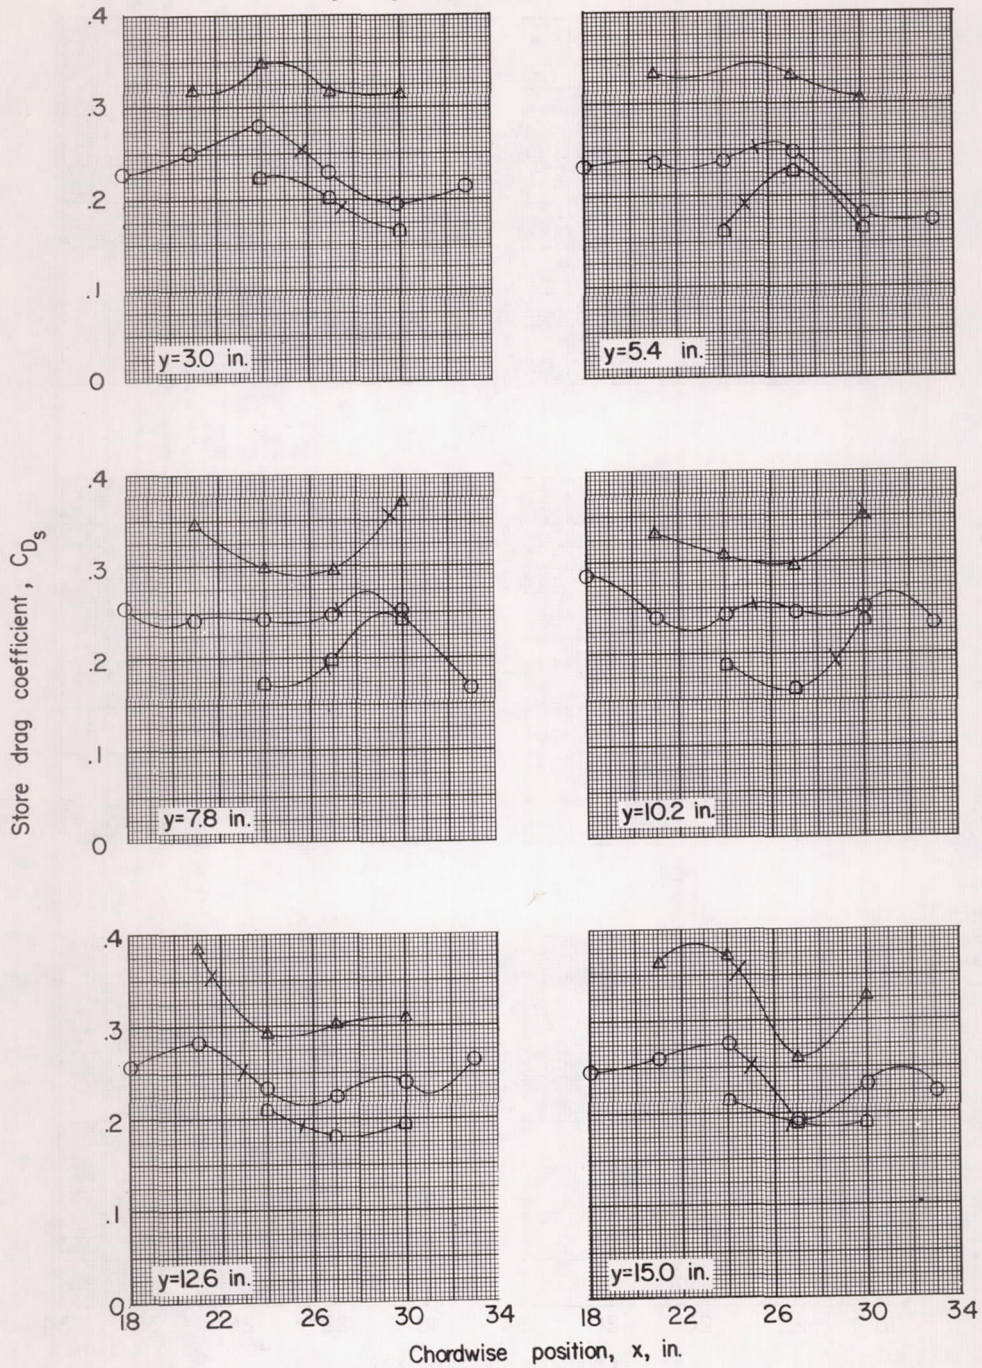 .4
.3
.2
.1
0
y=3.0 in.
y=5.4 in.
.4
.3
.2
.1
0
y=7.8 in.
y=10.2 in.
Store drag coefficient, C_Ds
.4
.3
.2
.1
0
y=12.6 in.
y=15.0 in.
18 22 26 30 34
18 22 26 30 34
Chordwise position, x, in.